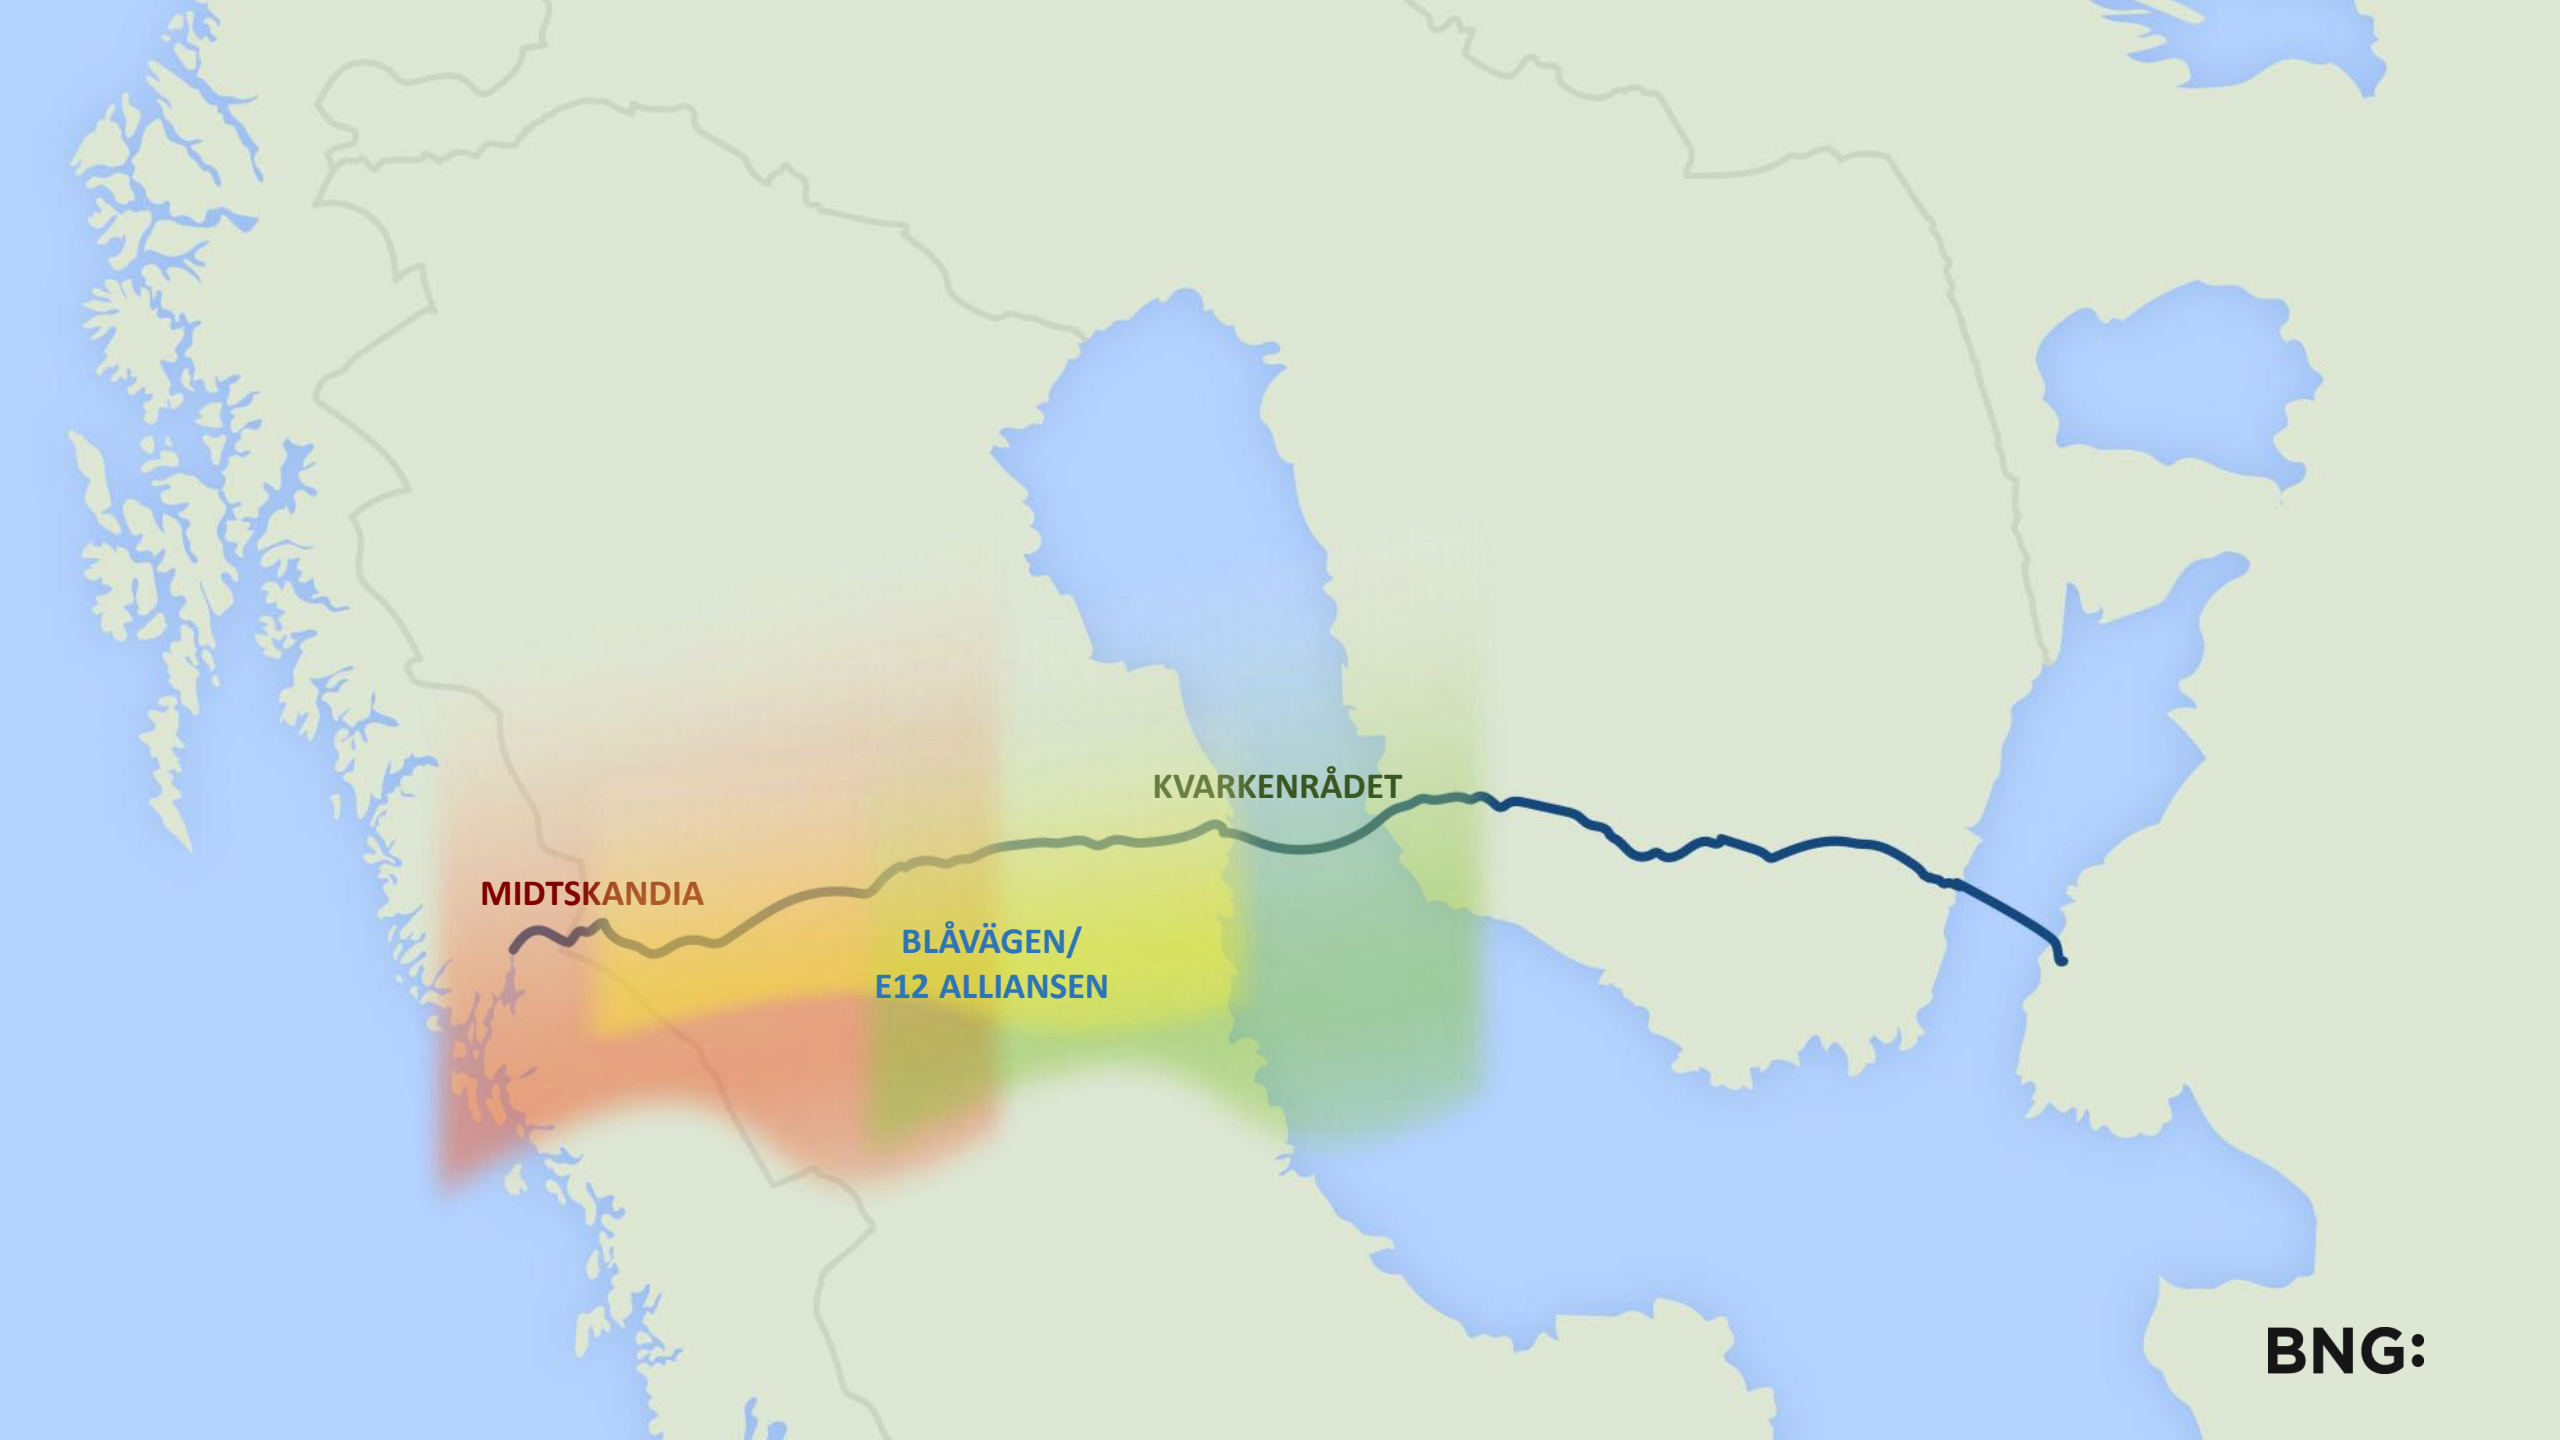 KVARKENRÅDET
MIDTSKANDIA
BLÅVÄGEN/
E12 ALLIANSEN
BNG: